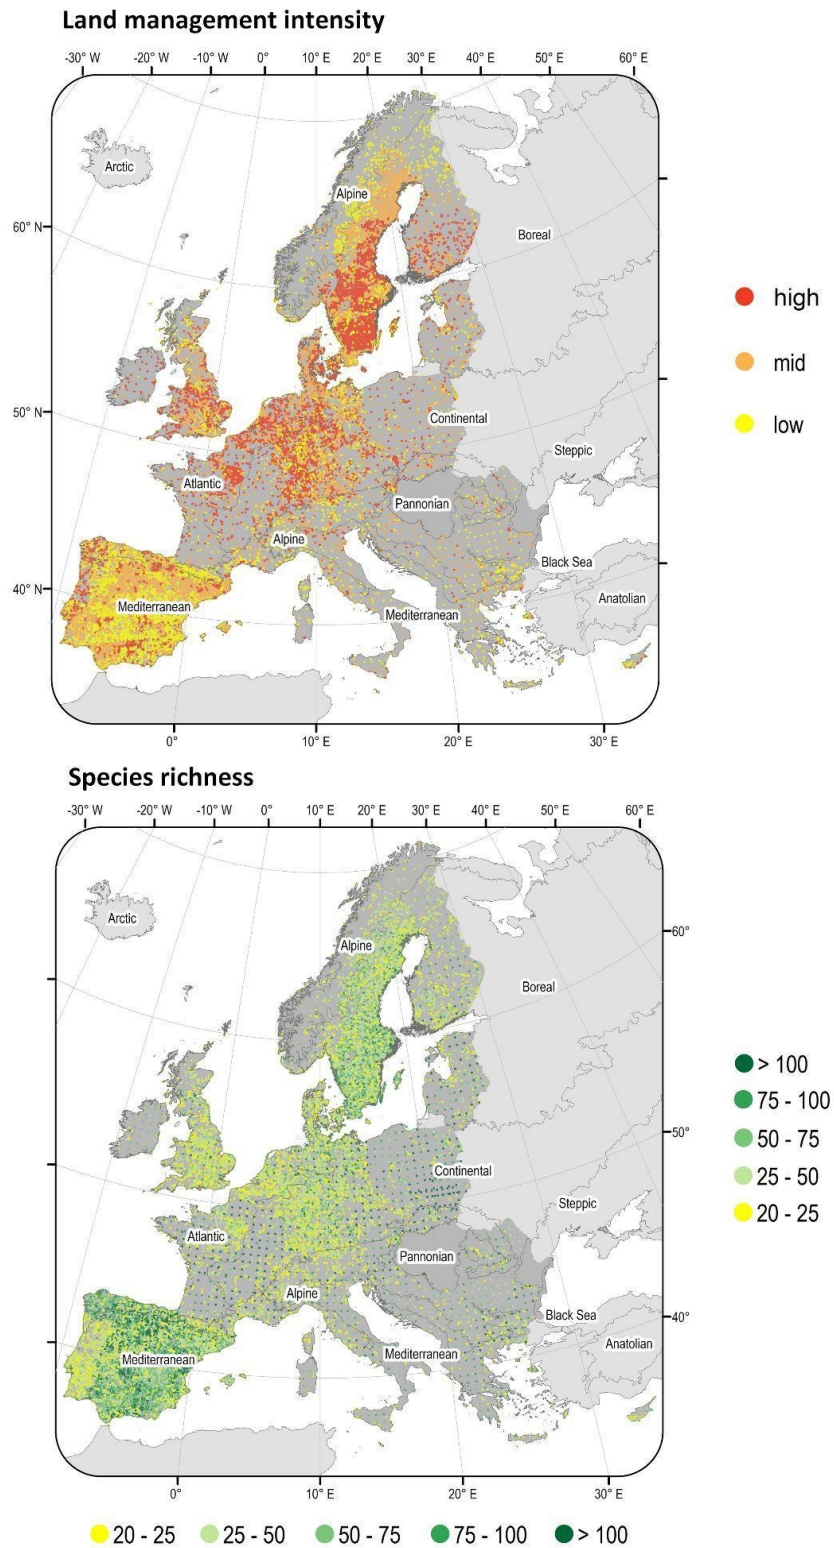 Land management intensity
-30° W -20° W -10° W 0° 10° E 20° E 30° E 40° E 50° E 60° E
Arctic
Alpine
60° N
Boreal
high
mid
50° N
Continental
low
Steppic
Atlantic
Pannonian
Alpine
Black Sea
40° N
Anatolian
Mediterranean
Mediterranean
0° 10° E 20° E 30° E
Species richness
-30° W -20° W -10° W 0° 10° E 20° E 30° E 40° E 50° E 60° E
Arctic
60°
Alpine
Boreal
> 100
75 - 100
50°
50 - 75
Continental
25 - 50
Steppic
20 - 25
Atlantic
Pannonian
Alpine
Black Sea
40°
Anatolian
Mediterranean
Mediterranean
0° 10° E 20° E 30° E
20 - 25 25 - 50 50 - 75 75 - 100 > 100